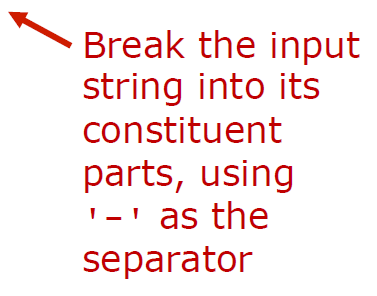 Break the input
string into its
constituent
parts, using
'-' as the
separator